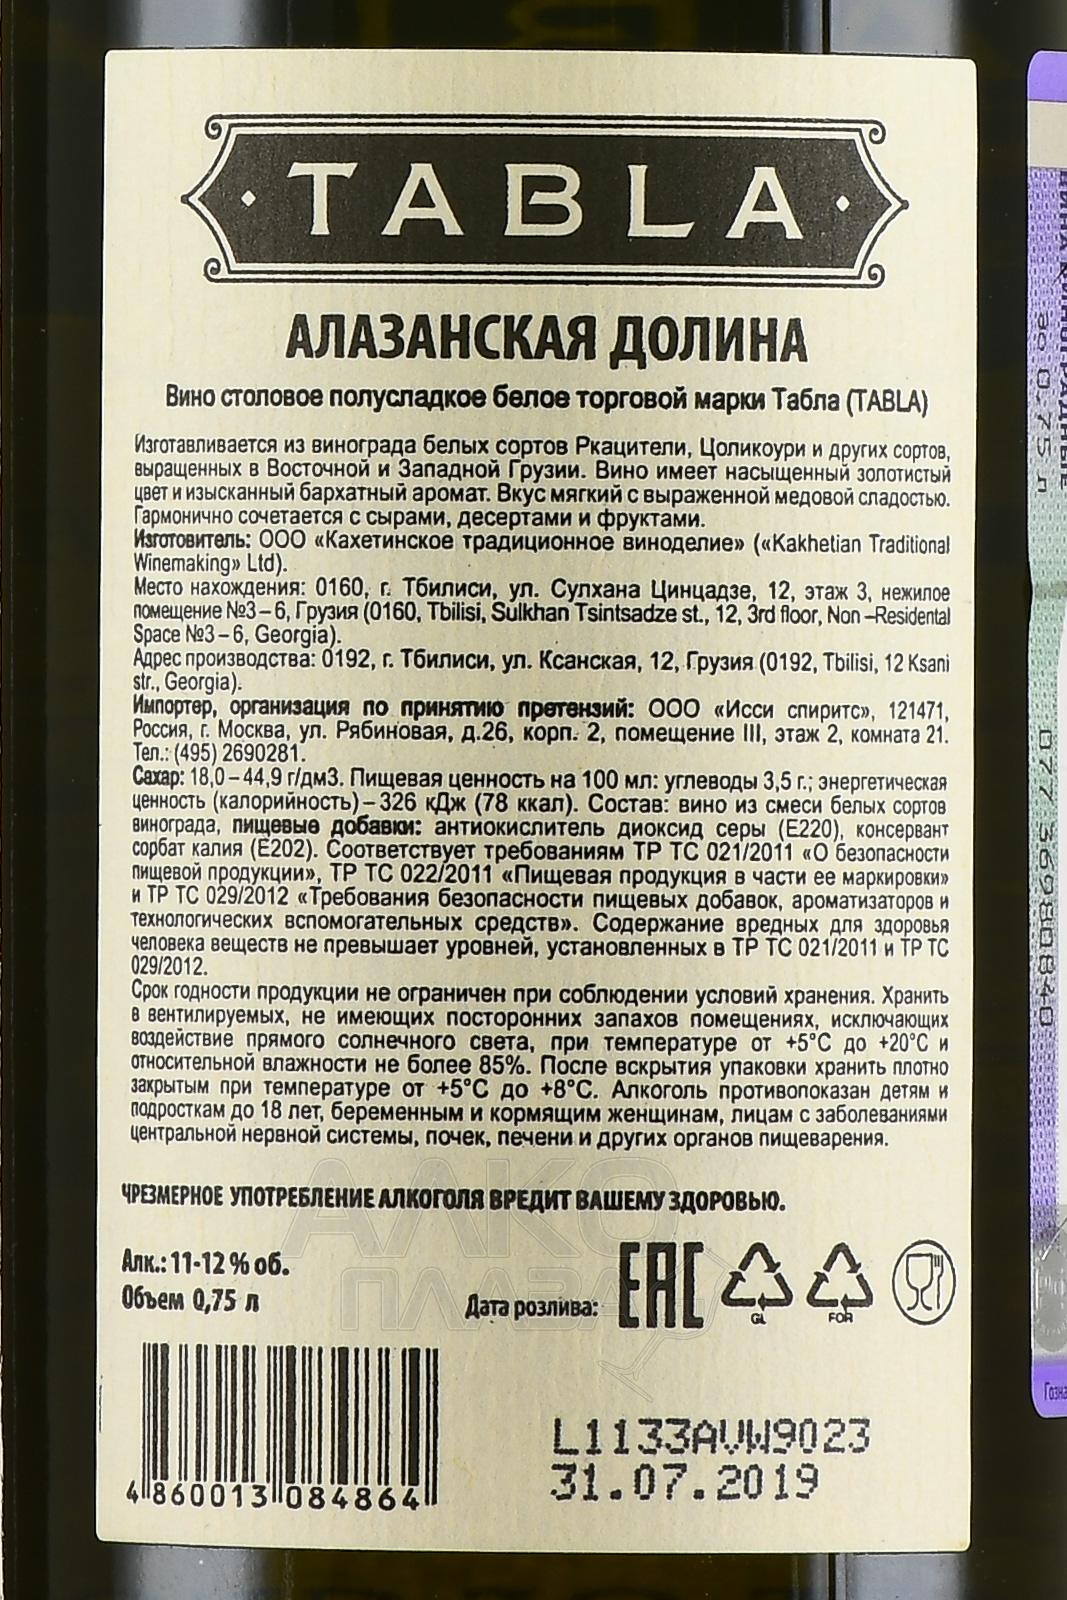 TABLA
АЛАЗАНСКАЯ ДОЛИНА
Вино столовое полусладкое белое торговой марки Табла (TABLA)
Изготавливается из винограда белых сортов Ркацители, Цоликоури и других сортов,
выращенных в Восточной и Западной Грузии. Вино имеет насыщенный золотистый
цвет и изысканный бархатный аромат. Вкус мягкий с выраженной медовой сладостью.
Гармонично сочетается с сырами, десертами и фруктами.
Изготовитель: ООО «Кахетинское традиционное виноделие» («Kakhetian Traditional
Winemaking» Ltd).
Место нахождения: 0160, г. Тбилиси, ул. Сулхана Цинцадзе, 12, этаж 3, нежилое
помещение №3 – 6, Грузия (0160, Tbilisi, Sulkhan Tsintsadze st., 12, 3rd floor, Non –Residental
Space №3 – 6, Georgia).
Адрес производства: 0192, г. Тбилиси, ул. Ксанская, 12, Грузия (0192, Tbilisi, 12 Ksani
str., Georgia).
Импортер, организация по принятию претензий: ООО «Исси спиритс», 121471,
Россия, г. Москва, ул. Рябиновая, д.26, корп. 2, помещение III, этаж 2, комната 21.
Тел.: (495) 2690281.
Сахар: 18,0 – 44,9 г/дм3. Пищевая ценность на 100 мл: углеводы 3,5 г.; энергетическая
ценность (калорийность) – 326 кДж (78 ккал). Состав: вино из смеси белых сортов
винограда, пищевые добавки: антиокислитель диоксид серы (Е220), консервант
сорбат калия (Е202). Соответствует требованиям ТР ТС 021/2011 «О безопасности
пищевой продукции», ТР ТС 022/2011 «Пищевая продукция в части ее маркировки»
и ТР ТС 029/2012 «Требования безопасности пищевых добавок, ароматизаторов и
технологических вспомогательных средств». Содержание вредных для здоровья
человека веществ не превышает уровней, установленных в ТР ТС 021/2011 и ТР ТС
029/2012.
Срок годности продукции не ограничен при соблюдении условий хранения. Хранить
в вентилируемых, не имеющих посторонних запахов помещениях, исключающих
воздействие прямого солнечного света, при температуре от +5°С до +20°С и
относительной влажности не более 85%. После вскрытия упаковки хранить плотно
закрытым при температуре от +5°С до +8°С. Алкоголь противопоказан детям и
подросткам до 18 лет, беременным и кормящим женщинам, лицам с заболеваниями
центральной нервной системы, почек, печени и других органов пищеварения.
ЧРЕЗМЕРНОЕ УПОТРЕБЛЕНИЕ АЛКОГОЛЯ ВРЕДИТ ВАШЕМУ ЗДОРОВЬЮ.
Алк.: 11-12 % об.
Объем 0,75 л
Дата розлива:
EAC
GL
FOR
L1133AVW9023
31.07.2019
4 860013 084864
АЛКО
ПЛАЗА
до 0,75 л
077 36980840